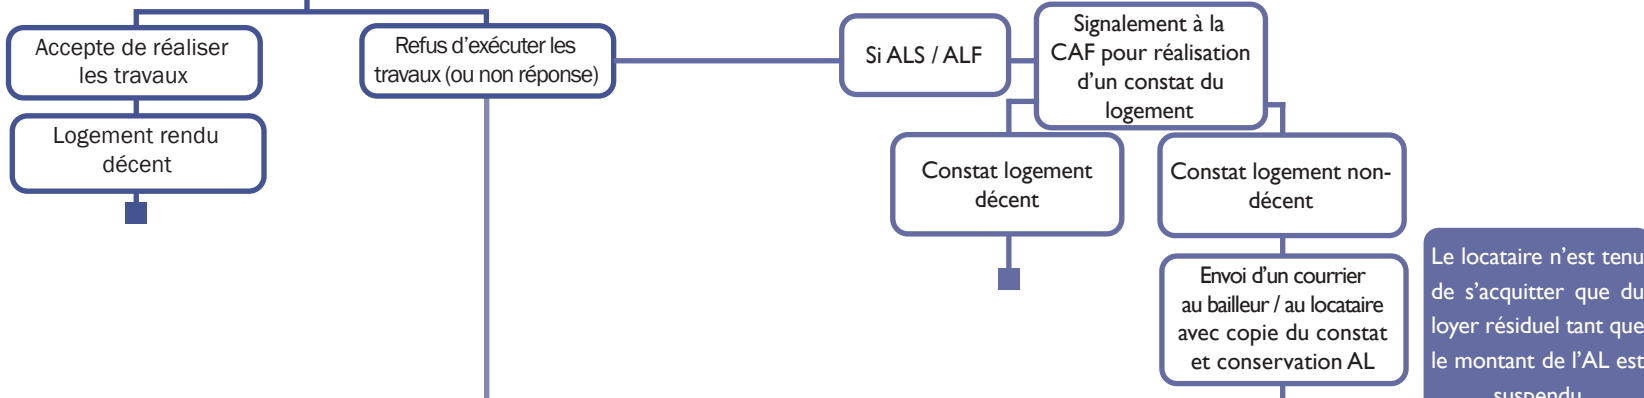 Accepte de réaliser
les travaux
Refus d'exécuter les
travaux (ou non réponse)
Si ALS / ALF
Signalement à la
CAF pour réalisation
d'un constat du
logement
Logement rendu
décent
Constat logement
décent
Constat logement non-
décent
Envoi d'un courrier
au bailleur / au locataire
avec copie du constat
et conservation AL
Le locataire n'est tenu
de s'acquitter que du
loyer résiduel tant que
le montant de l'AL est
suspendu